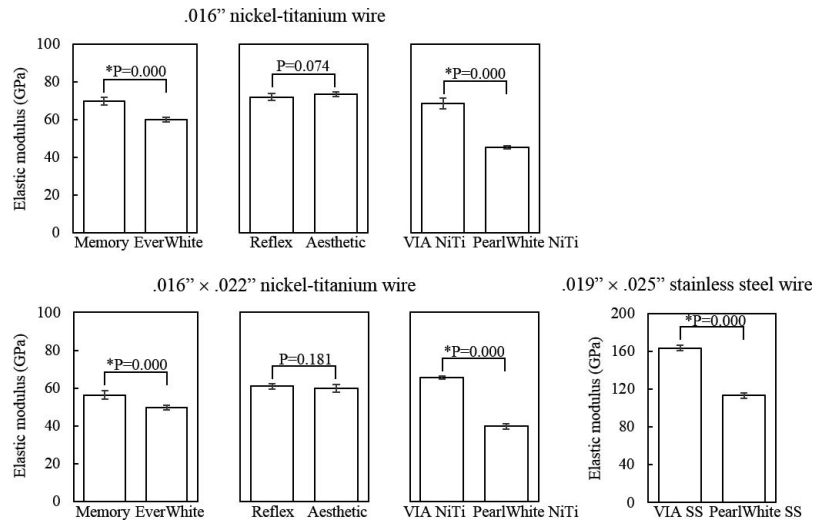 .016” nickel-titanium wire
Elastic modulus (GPa)
100
80
60
40
20
0
*P=0.000
Memory EverWhite
P=0.074
Reflex Aesthetic
*P=0.000
VIA NiTi PearlWhite NiTi
.016” × .022” nickel-titanium wire
Elastic modulus (GPa)
100
80
60
40
20
0
*P=0.000
Memory EverWhite
P=0.181
Reflex Aesthetic
*P=0.000
VIA NiTi PearlWhite NiTi
.019” × .025” stainless steel wire
Elastic modulus (GPa)
200
160
120
80
40
0
*P=0.000
VIA SS PearlWhite SS